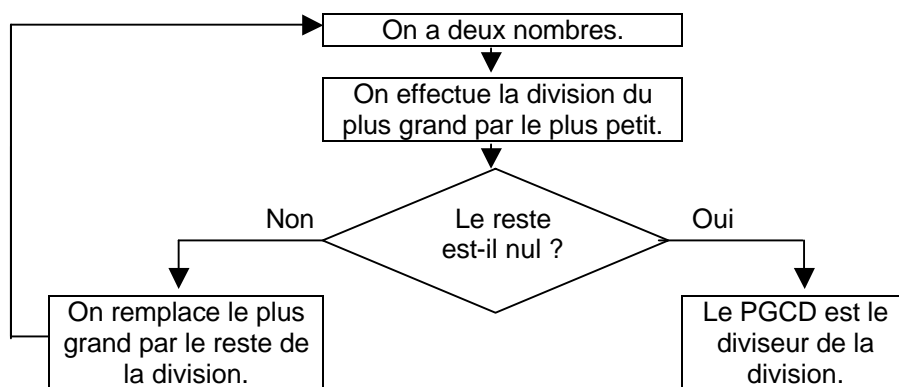 On a deux nombres.
On effectue la division du
plus grand par le plus petit.
Le reste
est-il nul ?
Non
Oui
On remplace le plus
grand par le reste de
la division.
Le PGCD est le
diviseur de la
division.